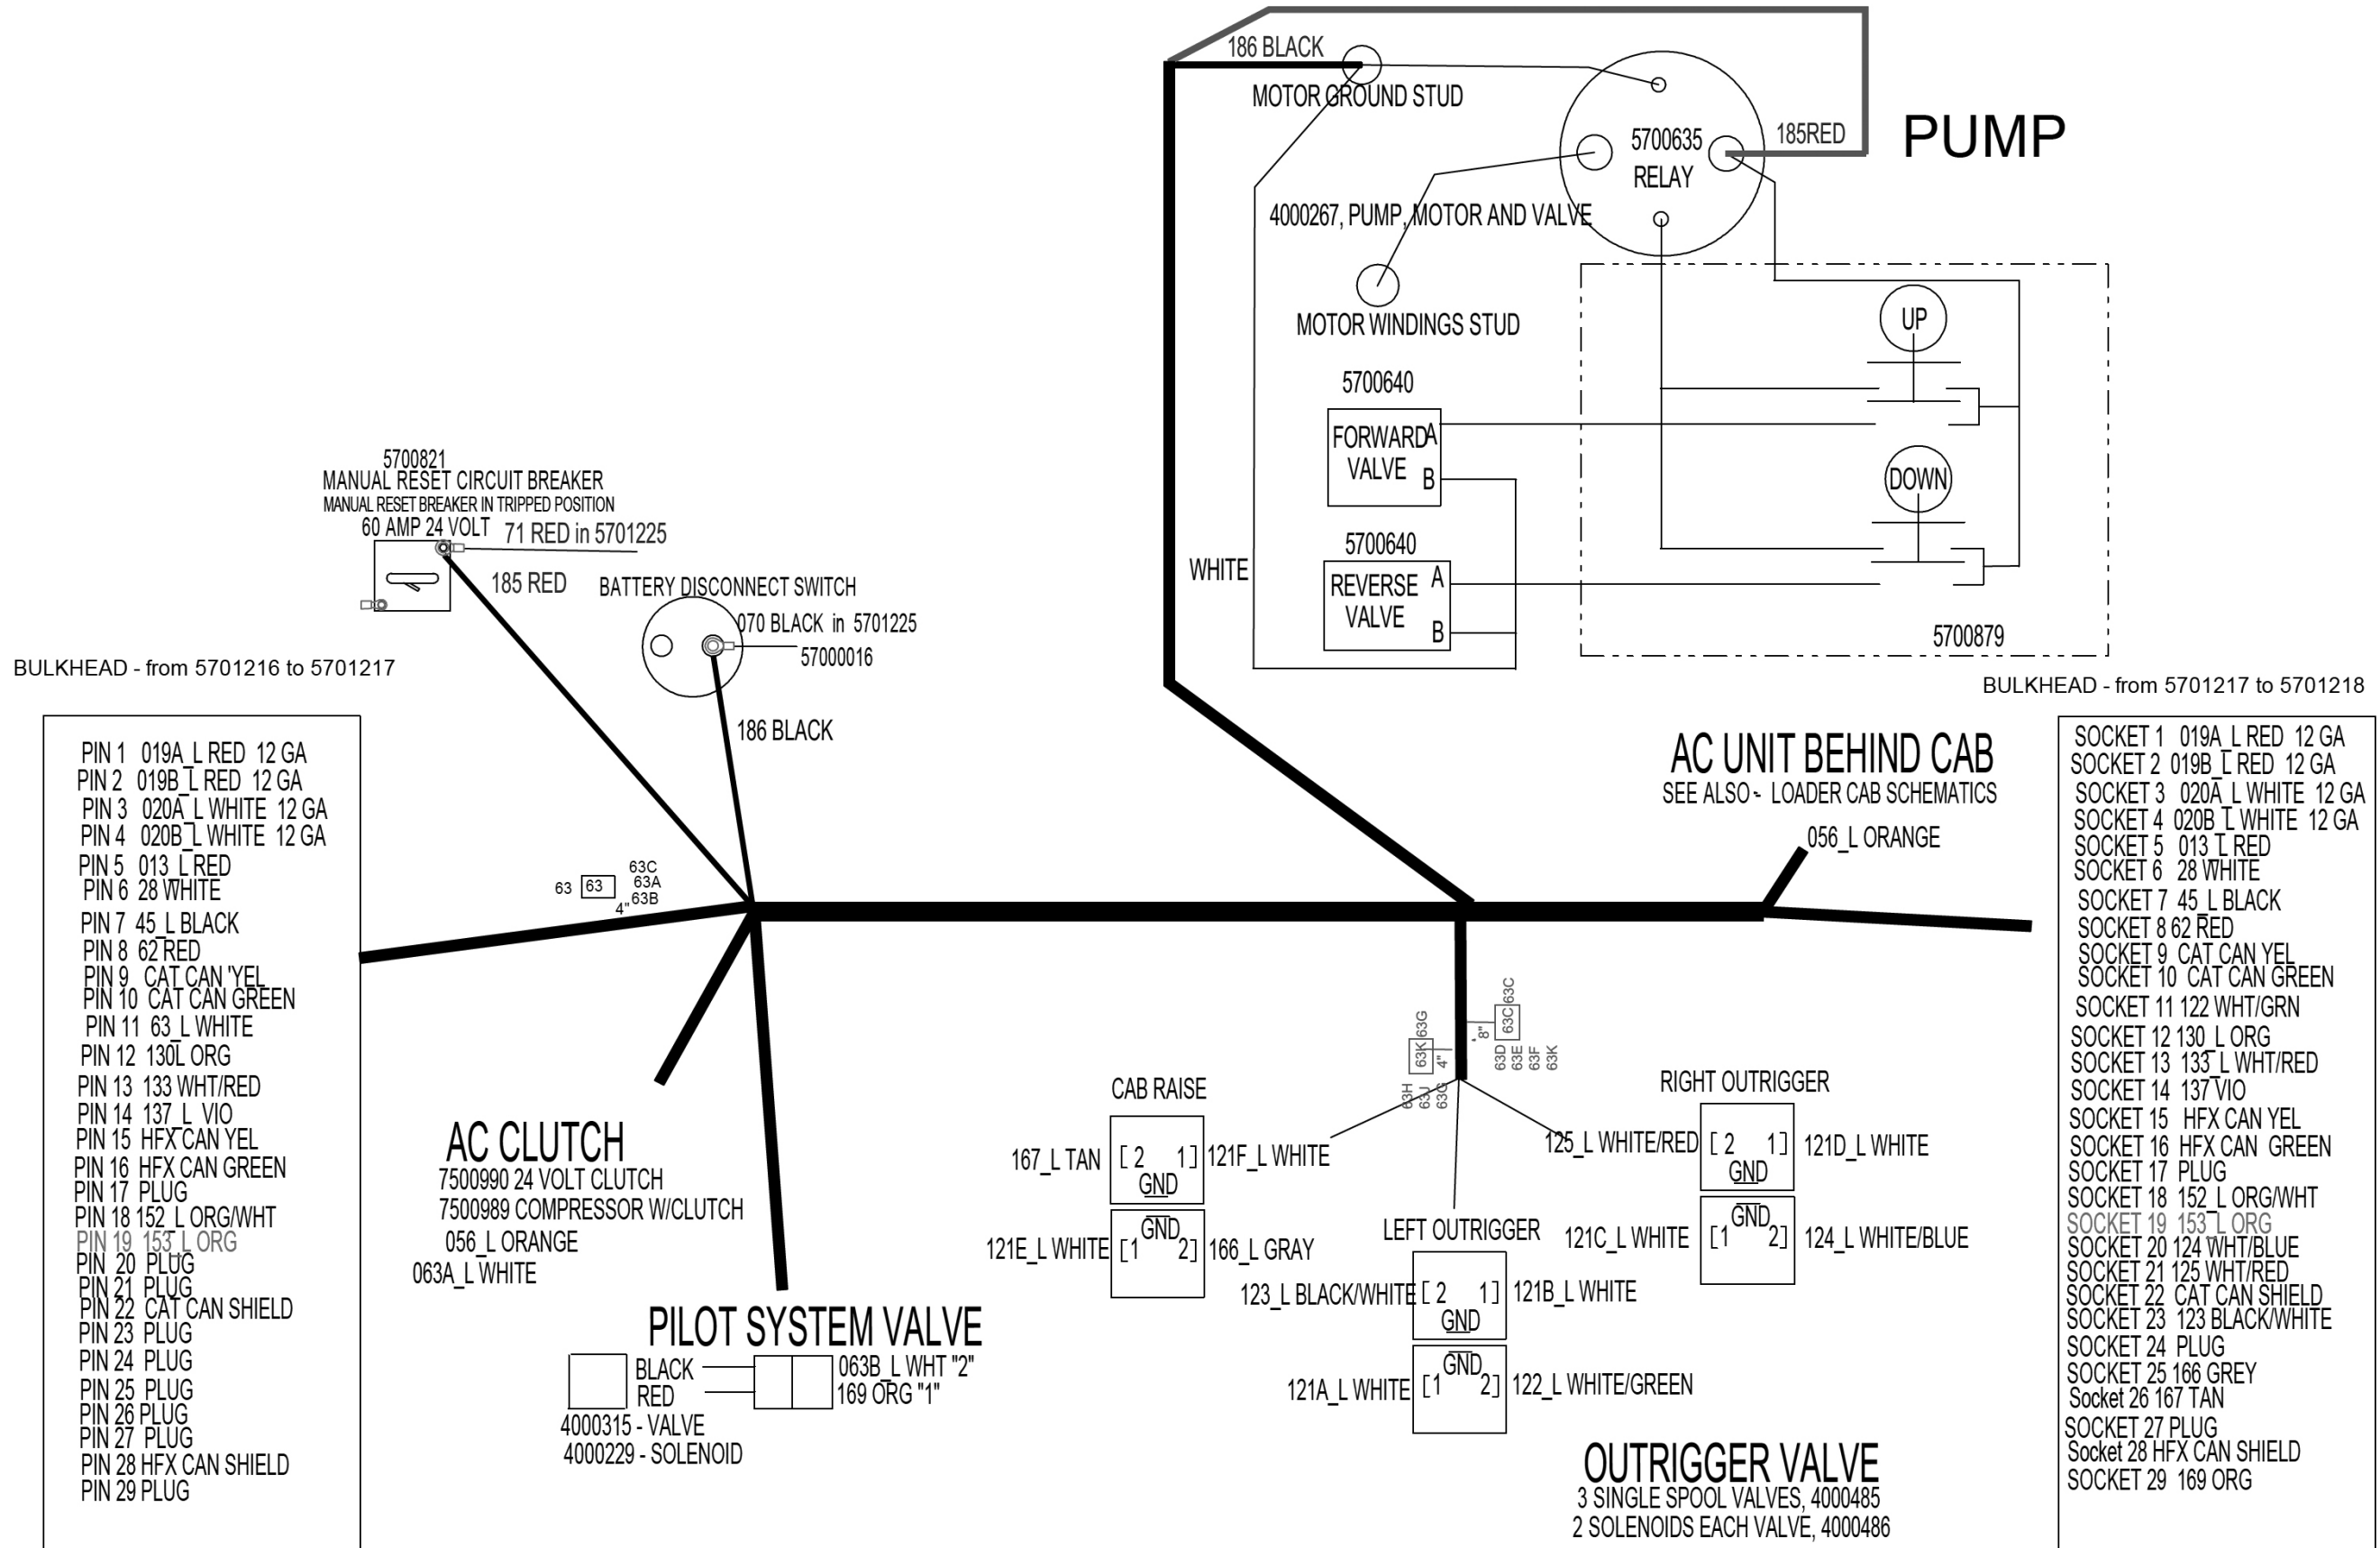 186 BLACK
MOTOR GROUND STUD
5700635
RELAY
185RED
PUMP
4000267, PUMP, MOTOR AND VALVE
MOTOR WINDINGS STUD
UP
5700640
FORWARD A
VALVE
B
DOWN
5700640
REVERSE A
VALVE
B
WHITE
5700879
5700821
MANUAL RESET CIRCUIT BREAKER
MANUAL RESET BREAKER IN TRIPPED POSITION
60 AMP 24 VOLT
71 RED in 5701225
185 RED
BATTERY DISCONNECT SWITCH
070 BLACK in 5701225
57000016
186 BLACK
BULKHEAD - from 5701216 to 5701217
PIN 1 019A_L RED 12 GA
PIN 2 019B_L RED 12 GA
PIN 3 020A_L WHITE 12 GA
PIN 4 020B_L WHITE 12 GA
PIN 5 013_L RED
PIN 6 28 WHITE
PIN 7 45_L BLACK
PIN 8 62 RED
PIN 9 CAT CAN 'YEL
PIN 10 CAT CAN GREEN
PIN 11 63_L WHITE
PIN 12 130L ORG
PIN 13 133 WHT/RED
PIN 14 137_L VIO
PIN 15 HFX CAN YEL
PIN 16 HFX CAN GREEN
PIN 17 PLUG
PIN 18 152_L ORG/WHT
PIN 19 153_L ORG
PIN 20 PLUG
PIN 21 PLUG
PIN 22 CAT CAN SHIELD
PIN 23 PLUG
PIN 24 PLUG
PIN 25 PLUG
PIN 26 PLUG
PIN 27 PLUG
PIN 28 HFX CAN SHIELD
PIN 29 PLUG
63 63
63C
63A
63B
4"
AC CLUTCH
7500990 24 VOLT CLUTCH
7500989 COMPRESSOR W/CLUTCH
056_L ORANGE
063A_L WHITE
PILOT SYSTEM VALVE
BLACK
RED
063B_L WHT "2"
169 ORG "1"
4000315 - VALVE
4000229 - SOLENOID
AC UNIT BEHIND CAB
SEE ALSO - LOADER CAB SCHEMATICS
056_L ORANGE
63C
63C
8"
63D
63E
63F
63K
63G
63K
4"
63H
63J
63G
CAB RAISE
167_L TAN [ 2 1] 121F_L WHITE
GND
GND
121E_L WHITE [1 2] 166_L GRAY
LEFT OUTRIGGER
123_L BLACK/WHITE [ 2 1] 121B_L WHITE
GND
GND
121A_L WHITE [1 2] 122_L WHITE/GREEN
RIGHT OUTRIGGER
125_L WHITE/RED [ 2 1] 121D_L WHITE
GND
GND
121C_L WHITE [1 2] 124_L WHITE/BLUE
OUTRIGGER VALVE
3 SINGLE SPOOL VALVES, 4000485
2 SOLENOIDS EACH VALVE, 4000486
BULKHEAD - from 5701217 to 5701218
SOCKET 1 019A_L RED 12 GA
SOCKET 2 019B_L RED 12 GA
SOCKET 3 020A_L WHITE 12 GA
SOCKET 4 020B_L WHITE 12 GA
SOCKET 5 013_L RED
SOCKET 6 28 WHITE
SOCKET 7 45_L BLACK
SOCKET 8 62 RED
SOCKET 9 CAT CAN YEL
SOCKET 10 CAT CAN GREEN
SOCKET 11 122 WHT/GRN
SOCKET 12 130_L ORG
SOCKET 13 133_L WHT/RED
SOCKET 14 137 VIO
SOCKET 15 HFX CAN YEL
SOCKET 16 HFX CAN GREEN
SOCKET 17 PLUG
SOCKET 18 152_L ORG/WHT
SOCKET 19 153_L ORG
SOCKET 20 124 WHT/BLUE
SOCKET 21 125 WHT/RED
SOCKET 22 CAT CAN SHIELD
SOCKET 23 123 BLACK/WHITE
SOCKET 24 PLUG
SOCKET 25 166 GREY
Socket 26 167 TAN
SOCKET 27 PLUG
Socket 28 HFX CAN SHIELD
SOCKET 29 169 ORG